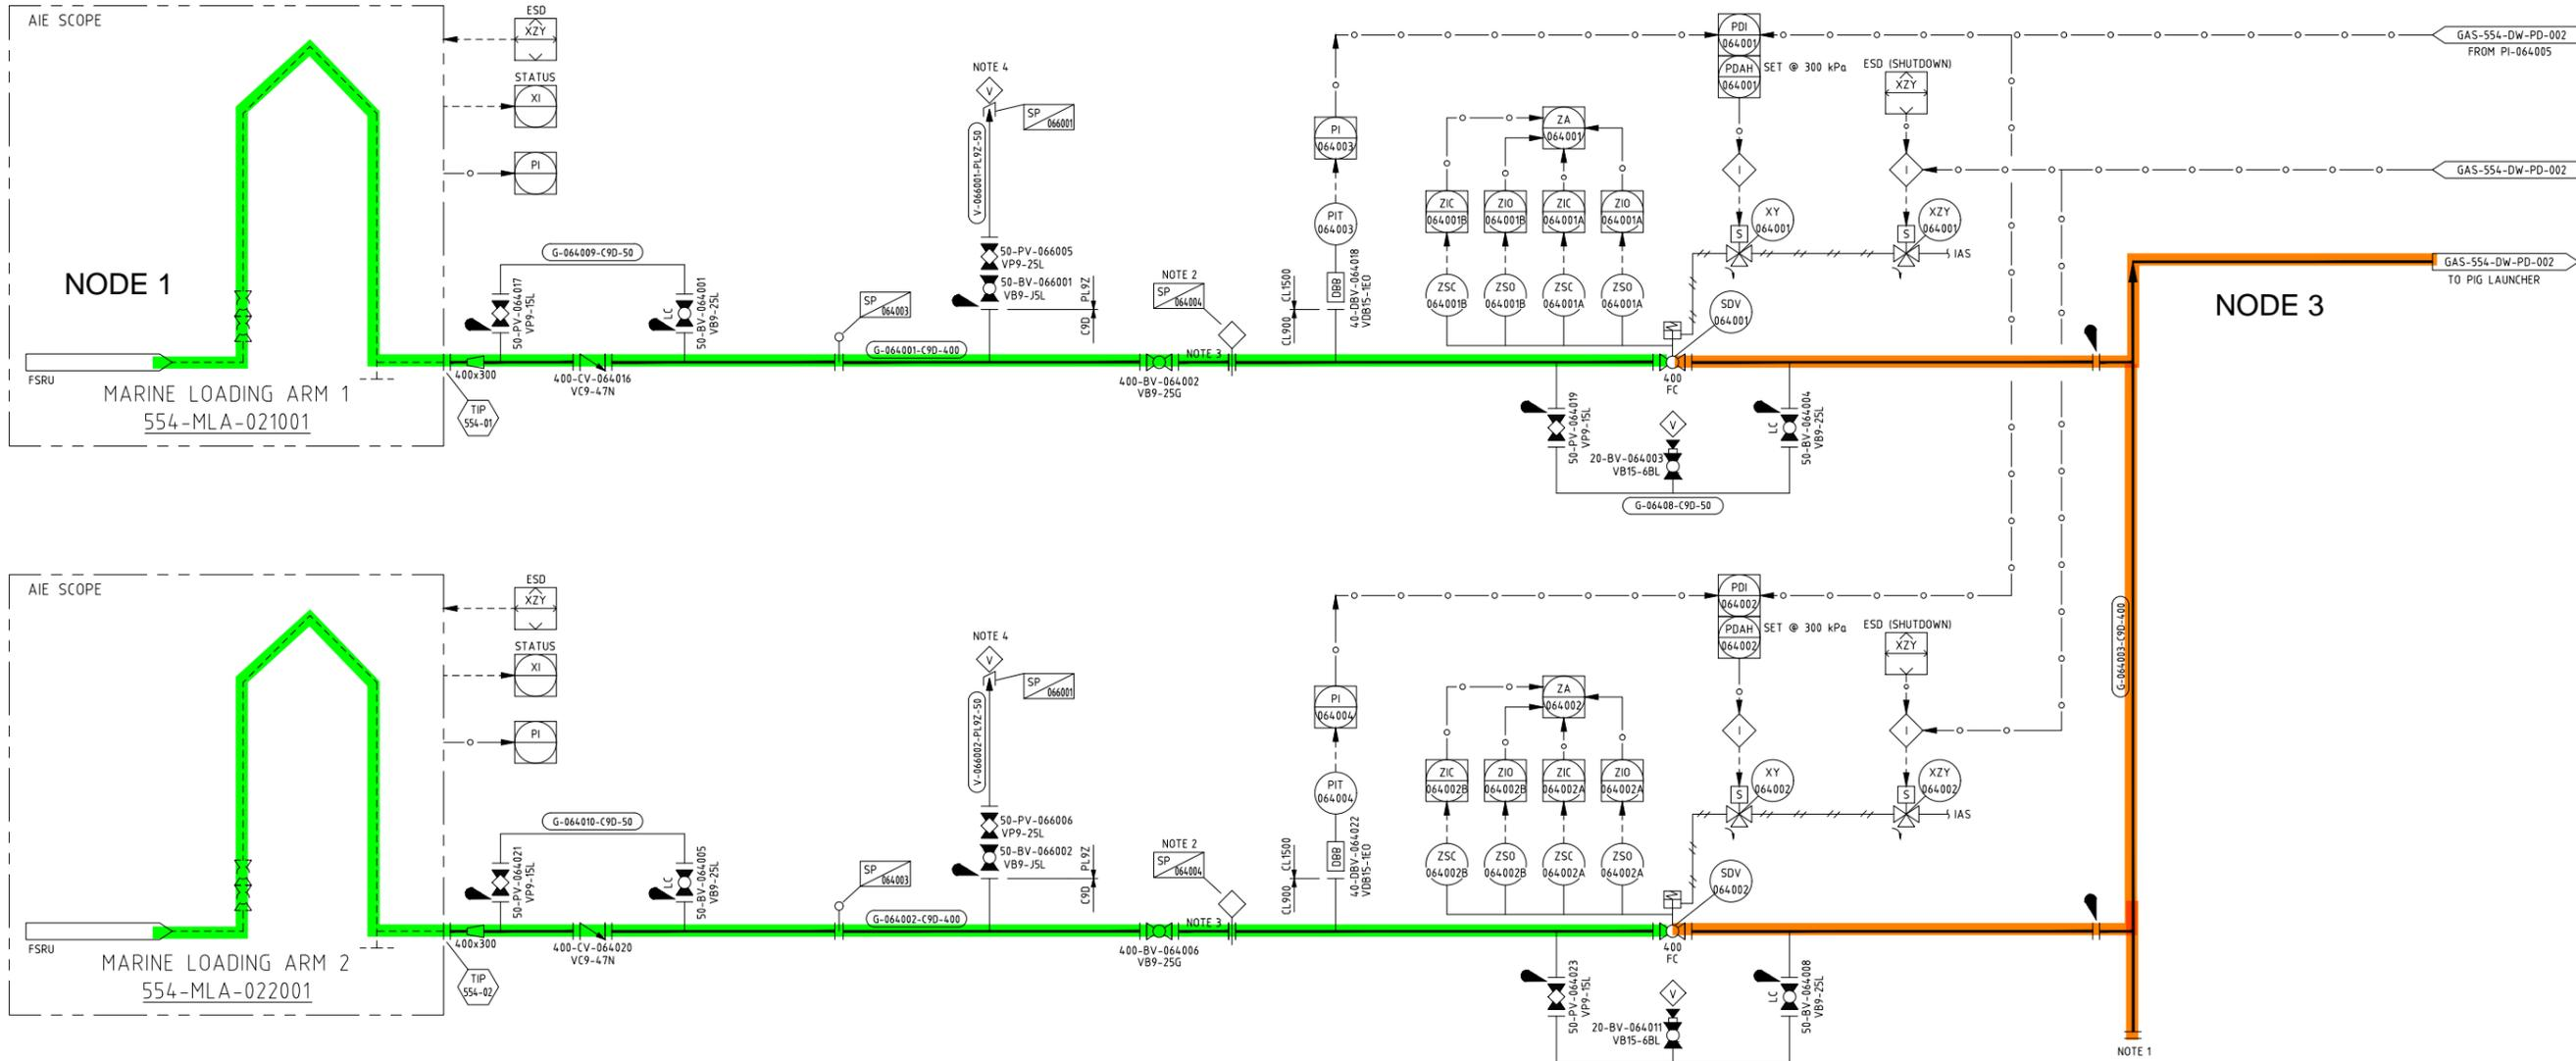 AIE SCOPE
ESD
XZY
STATUS
XI
PI
NODE 1
FSRU
MARINE LOADING ARM 1
554-MLA-021001
400x300
TIP
554-01
G-064009-C9D-50
50-PV-064017
VP9-15L
LC
50-BV-064001
VB9-25L
400-CV-064016
VC9-47N
SP
064003
G-064001-C9D-400
NOTE 4
V
SP
066001
V-066001-PL9Z-50
50-PV-066005
VP9-25L
50-BV-066001
VB9-J5L
C9D
PL9Z
NOTE 2
SP
064004
NOTE 3
400-BV-064002
VB9-25G
PI
064003
PIT
064003
DBB
40-DBV-064018
VDB15-1EO
CL900
CL1500
ZA
064001
ZIC
064001B
ZIO
064001B
ZIC
064001A
ZIO
064001A
ZSC
064001B
ZSO
064001B
ZSC
064001A
ZSO
064001A
PDI
064001
PDAH
064001
SET @ 300 kPa
I
S
XY
064001
ESD (SHUTDOWN)
XZY
I
S
XZY
064001
IAS
SDV
064001
400
FC
50-PV-064019
VP9-15L
V
20-BV-064003
VB15-6BL
LC
50-BV-064004
VB9-25L
G-06408-C9D-50
GAS-554-DW-PD-002
FROM PI-064005
GAS-554-DW-PD-002
GAS-554-DW-PD-002
TO PIG LAUNCHER
NODE 3
G-064003-C9D-400
AIE SCOPE
ESD
XZY
STATUS
XI
PI
FSRU
MARINE LOADING ARM 2
554-MLA-022001
400x300
TIP
554-02
G-064010-C9D-50
50-PV-064021
VP9-15L
LC
50-BV-064005
VB9-25L
400-CV-064020
VC9-47N
SP
064003
G-064002-C9D-400
NOTE 4
V
SP
066001
V-066002-PL9Z-50
50-PV-066006
VP9-25L
50-BV-066002
VB9-J5L
C9D
PL9Z
NOTE 2
SP
064004
NOTE 3
400-BV-064006
VB9-25G
PI
064004
PIT
064004
DBB
40-DBV-064022
VDB15-1EO
CL900
CL1500
ZA
064002
ZIC
064002B
ZIO
064002B
ZIC
064002A
ZIO
064002A
ZSC
064002B
ZSO
064002B
ZSC
064002A
ZSO
064002A
PDI
064002
PDAH
064002
SET @ 300 kPa
I
S
XY
064002
ESD (SHUTDOWN)
XZY
I
S
XZY
064002
IAS
SDV
064002
400
FC
50-PV-064023
VP9-15L
V
20-BV-064011
VB15-6BL
LC
50-BV-064008
VB9-25L
NOTE 1